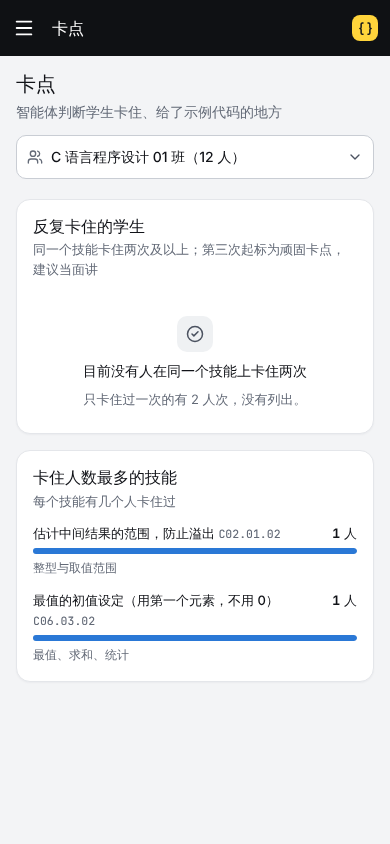 卡点
{}
卡点
智能体判断学生卡住、给了示例代码的地方
C 语言程序设计 01 班（12 人）
反复卡住的学生
同一个技能卡住两次及以上；第三次起标为顽固卡点，
建议当面讲
目前没有人在同一个技能上卡住两次
只卡住过一次的有 2 人次，没有列出。
卡住人数最多的技能
每个技能有几个人卡住过
估计中间结果的范围，防止溢出 C02.01.02 1 人
整型与取值范围
最值的初值设定（用第一个元素，不用 0） 1 人
C06.03.02
最值、求和、统计